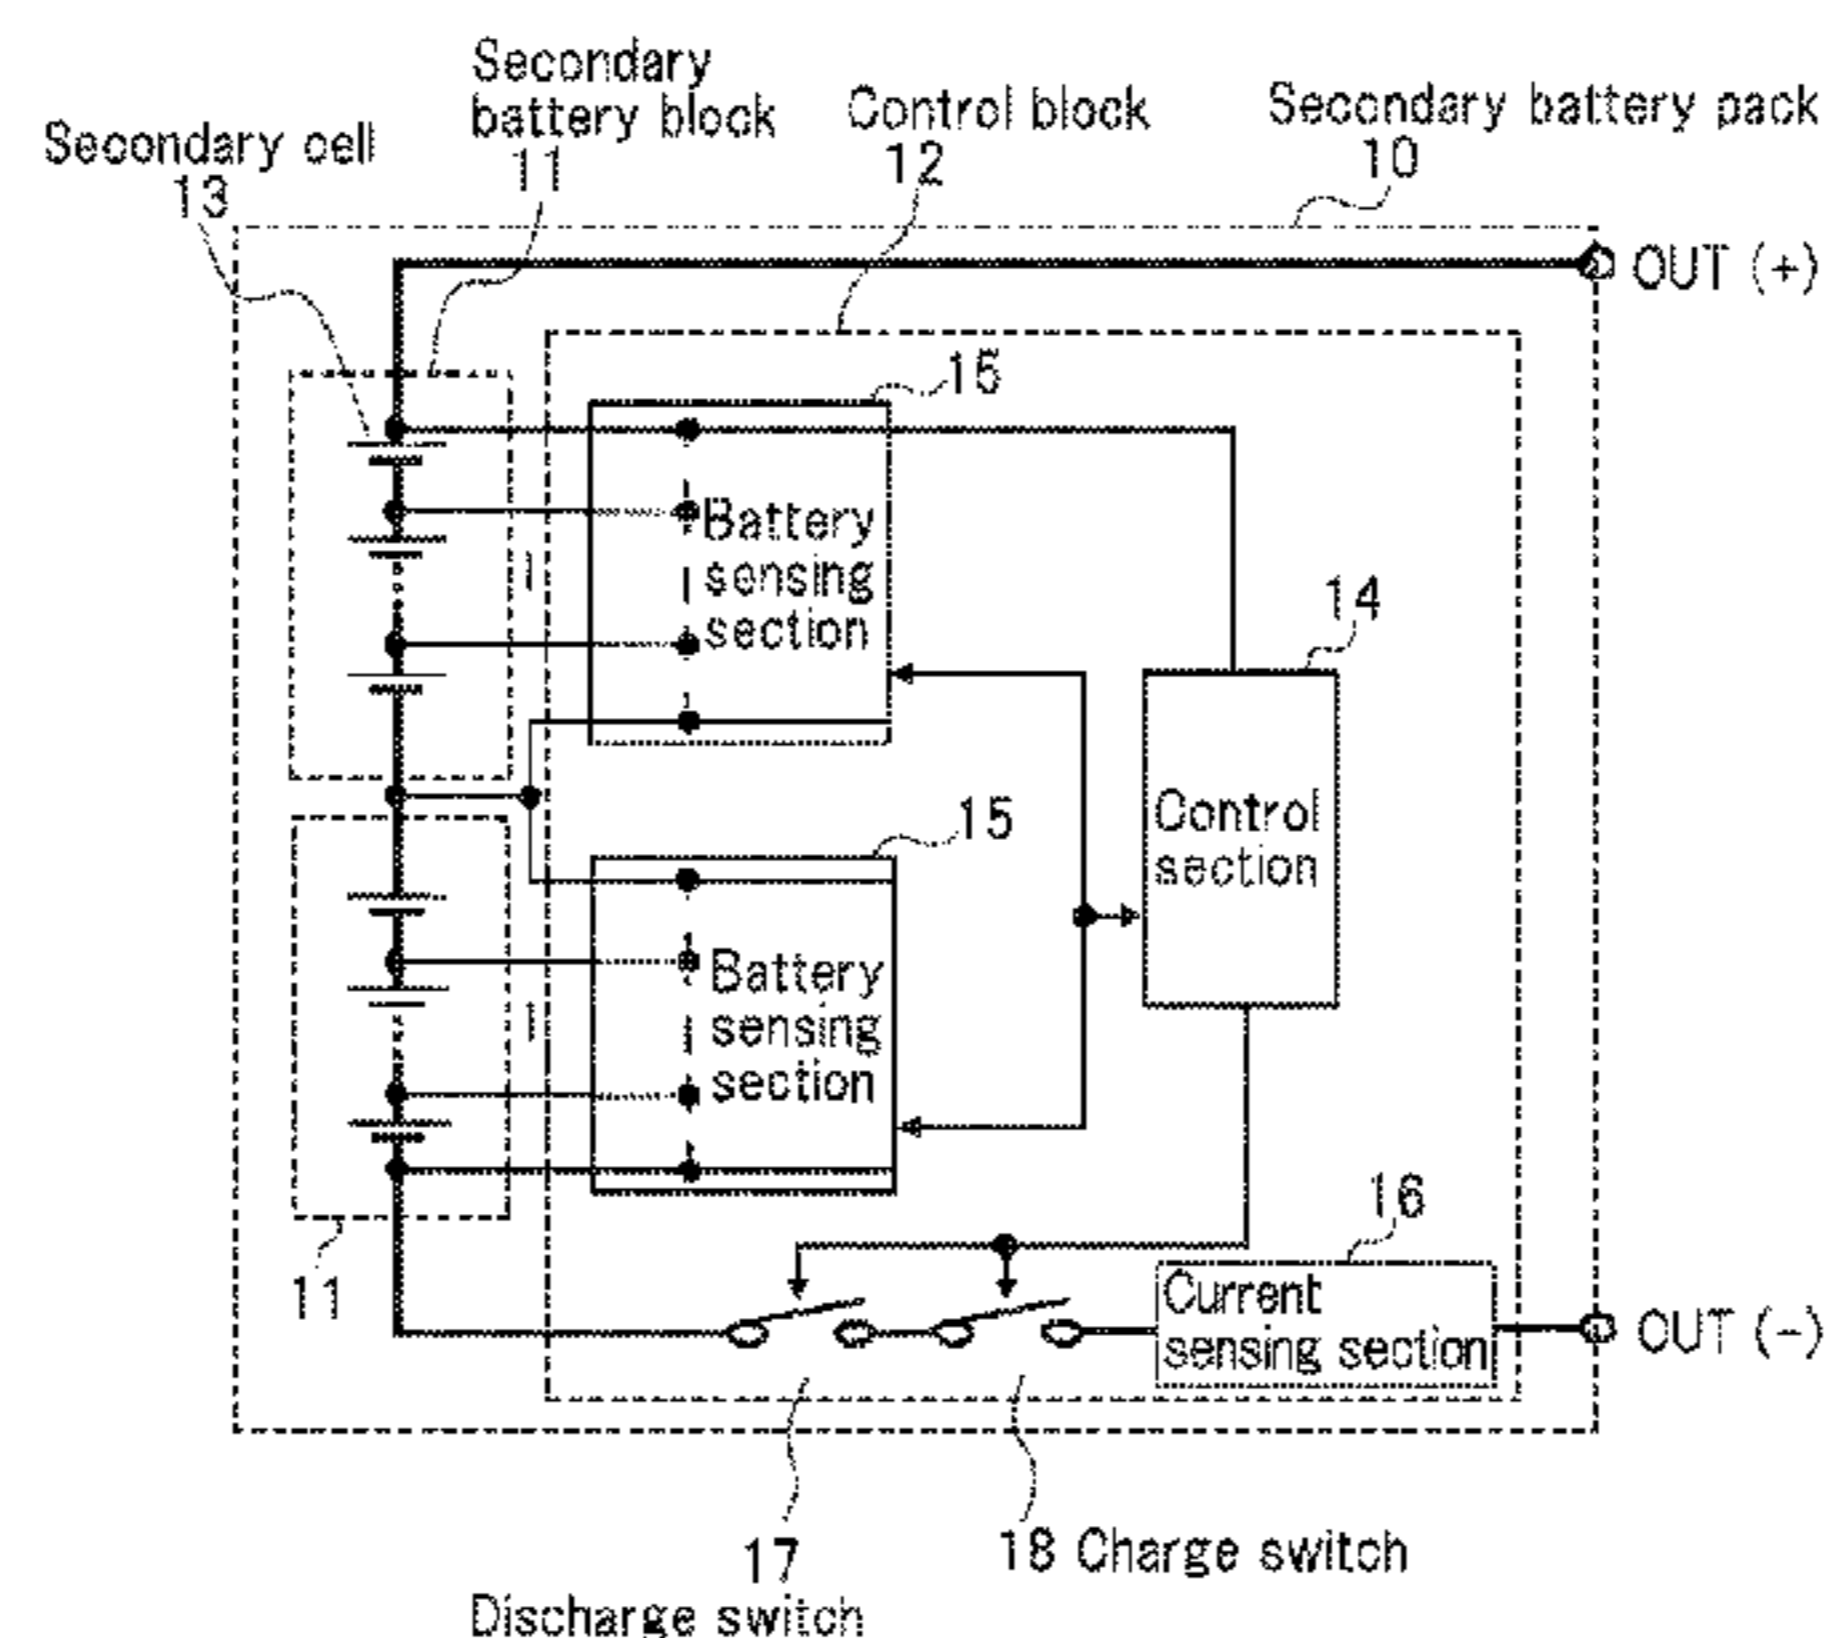 Secondary
battery block
11
Control block
12
Secondary battery pack
10
Secondary cell
13
OUT (+)
15
Battery
sensing
section
14
Control
section
15
Battery
sensing
section
16
Current
sensing section
11
OUT (−)
17
Discharge switch
18 Charge switch